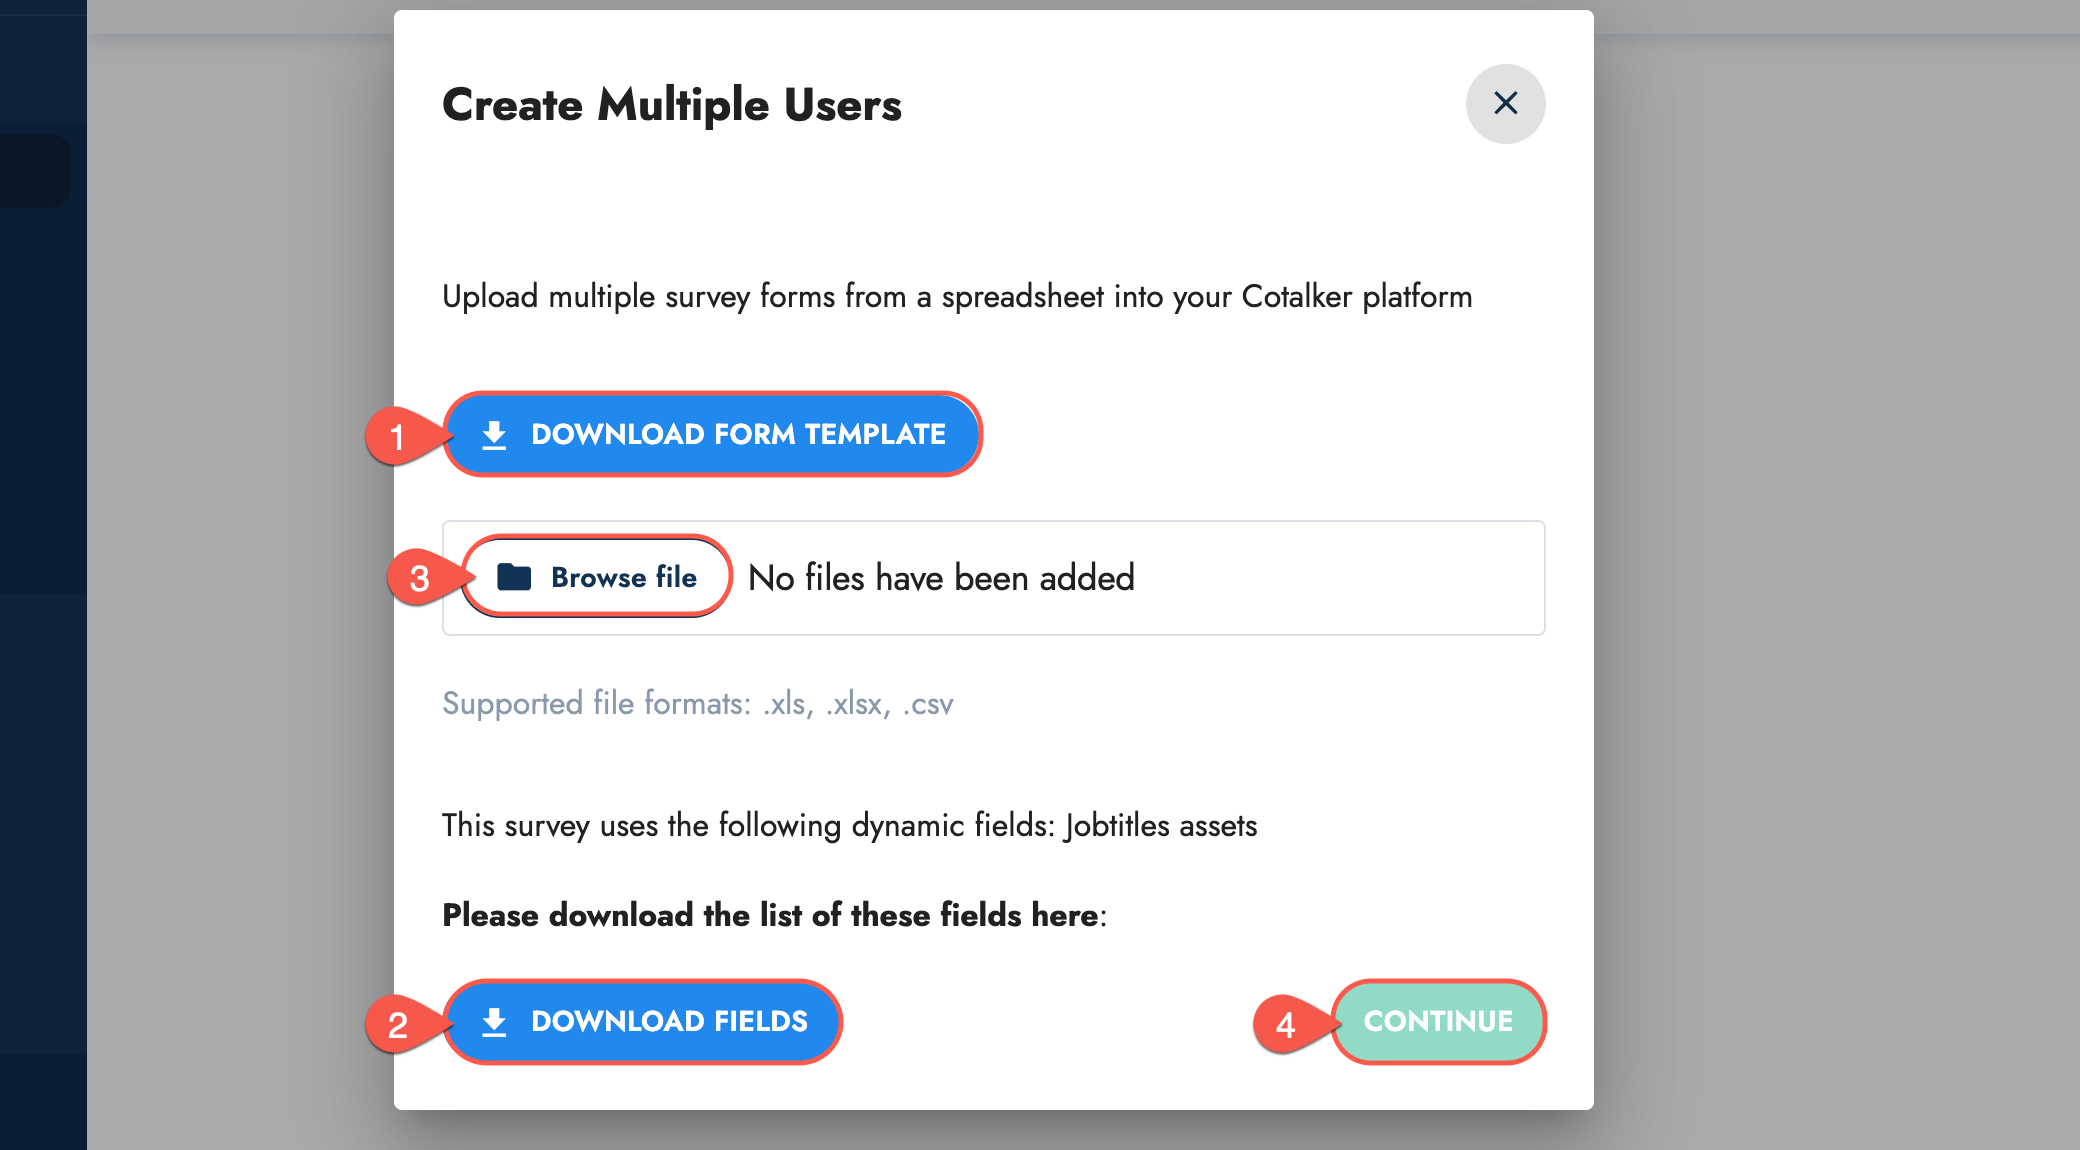 Create Multiple Users
Upload multiple survey forms from a spreadsheet into your Cotalker platform
1 DOWNLOAD FORM TEMPLATE
3 Browse file No files have been added
Supported file formats: .xls, .xlsx, .csv
This survey uses the following dynamic fields: Jobtitles assets
Please download the list of these fields here:
2 DOWNLOAD FIELDS 4 CONTINUE